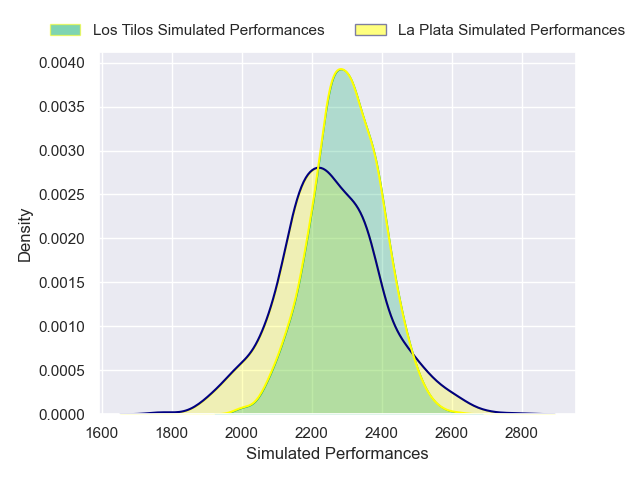 Los Tilos Simulated Performances
La Plata Simulated Performances
0.0040
0.0035
0.0030
0.0025
0.0020
0.0015
0.0010
0.0005
0.0000
Density
1600 1800 2000 2200 2400 2600 2800
Simulated Performances